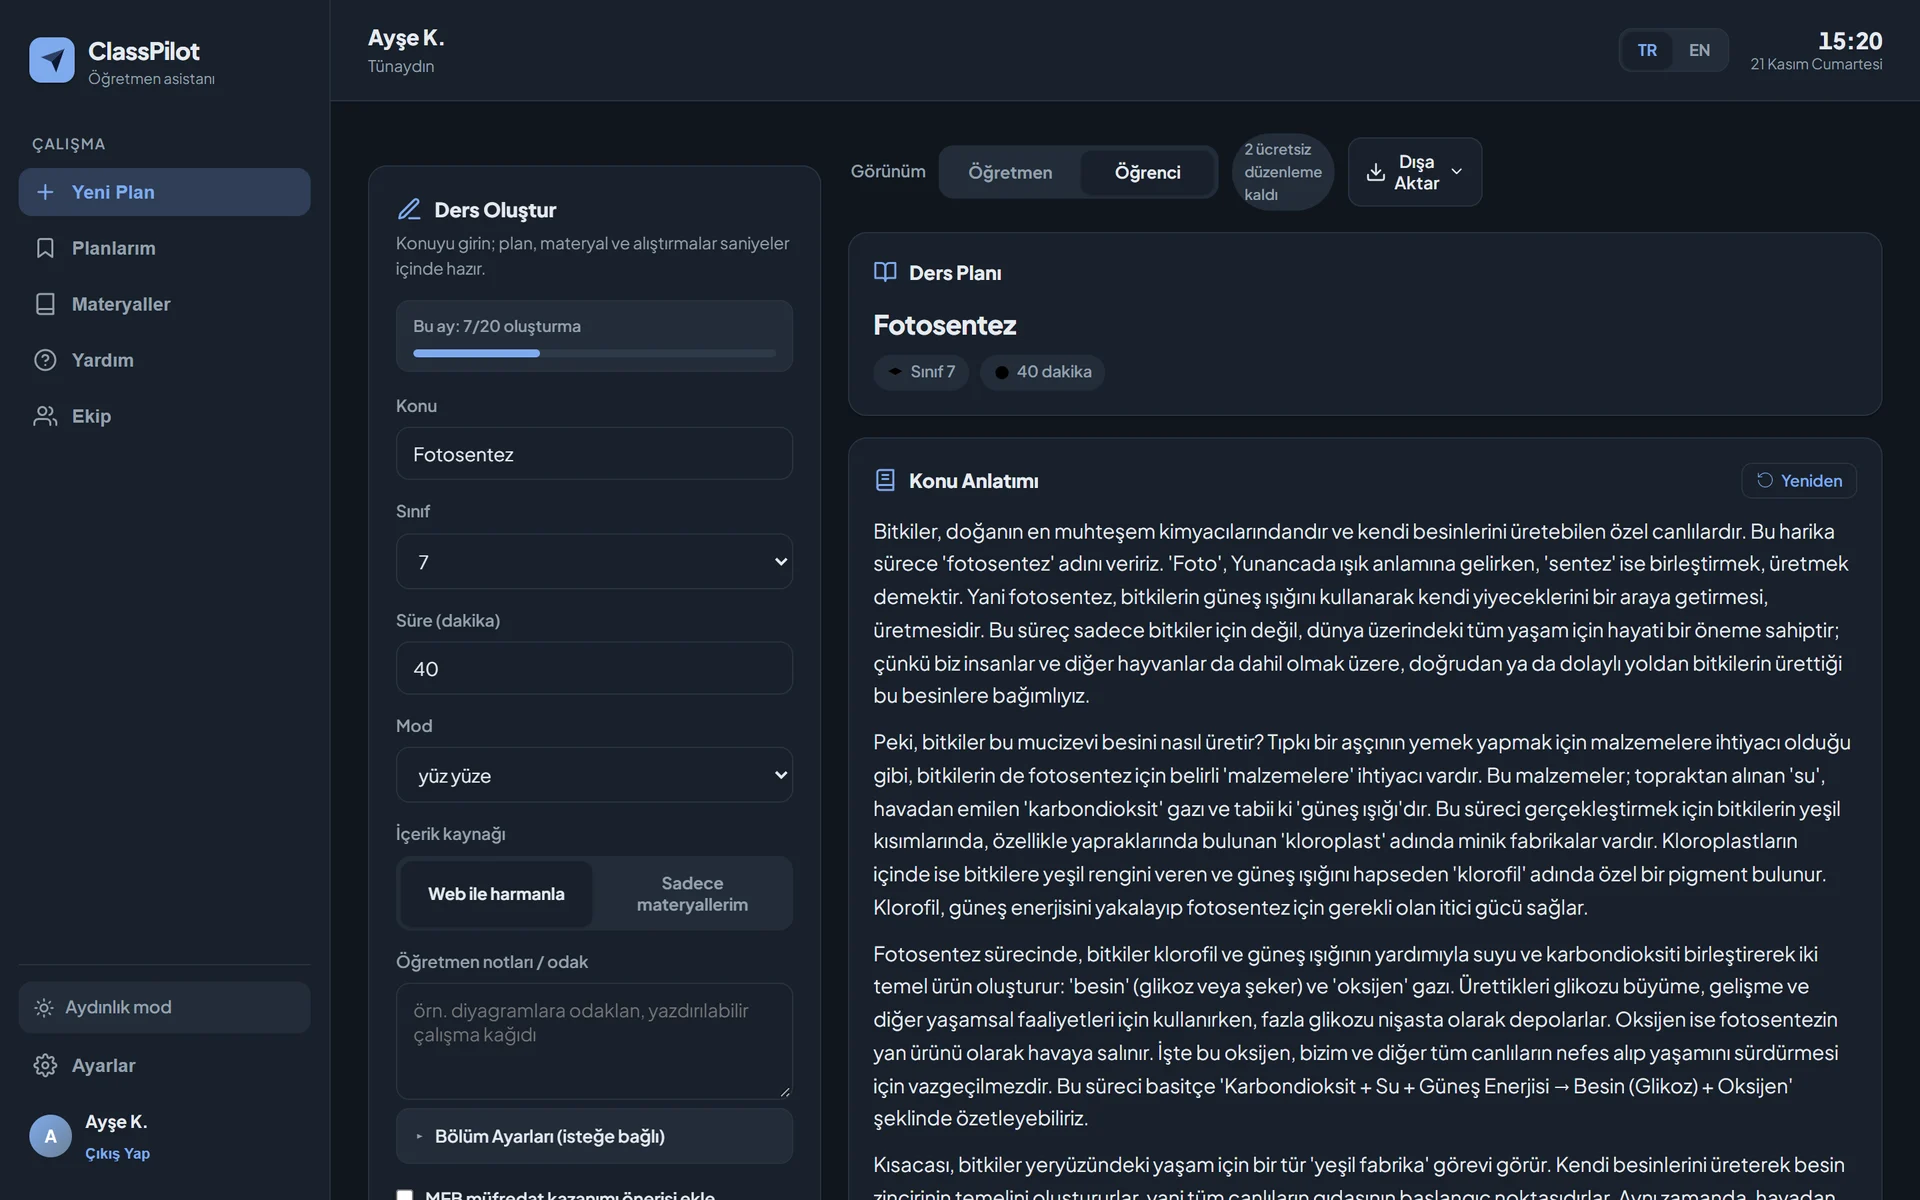 ClassPilot
Öğretmen asistanı
ÇALIŞMA
Yeni Plan
Planlarım
Materyaller
Yardım
Ekip
Aydınlık mod
Ayarlar
A
Ayşe K.
Çıkış Yap
Ayşe K.
Tünaydın
TR
EN
15:20
21 Kasım Cumartesi
Ders Oluştur
Konuyu girin; plan, materyal ve alıştırmalar saniyeler
içinde hazır.
Bu ay: 7/20 oluşturma
Konu
Fotosentez
Sınıf
7
Süre (dakika)
40
Mod
yüz yüze
İçerik kaynağı
Web ile harmanla
Sadece
materyallerim
Öğretmen notları / odak
örn. diyagramlara odaklan, yazdırılabilir
çalışma kağıdı
Bölüm Ayarları (isteğe bağlı)
MEB müfredat kazanımı önerisi ekle
Görünüm
Öğretmen
Öğrenci
2 ücretsiz
düzenleme
kaldı
Dışa
Aktar
Ders Planı
Fotosentez
Sınıf 7
40 dakika
Konu Anlatımı
Yeniden
Bitkiler, doğanın en muhteşem kimyacılarındandır ve kendi besinlerini üretebilen özel canlılardır. Bu harika
sürece 'fotosentez' adını veririz. 'Foto', Yunancada ışık anlamına gelirken, 'sentez' ise birleştirmek, üretmek
demektir. Yani fotosentez, bitkilerin güneş ışığını kullanarak kendi yiyeceklerini bir araya getirmesi,
üretmesidir. Bu süreç sadece bitkiler için değil, dünya üzerindeki tüm yaşam için hayati bir öneme sahiptir;
çünkü biz insanlar ve diğer hayvanlar da dahil olmak üzere, doğrudan ya da dolaylı yoldan bitkilerin ürettiği
bu besinlere bağımlıyız.
Peki, bitkiler bu mucizevi besini nasıl üretir? Tıpkı bir aşçının yemek yapmak için malzemelere ihtiyacı olduğu
gibi, bitkilerin de fotosentez için belirli 'malzemelere' ihtiyacı vardır. Bu malzemeler; topraktan alınan 'su',
havadan emilen 'karbondioksit' gazı ve tabii ki 'güneş ışığı'dır. Bu süreci gerçekleştirmek için bitkilerin yeşil
kısımlarında, özellikle yapraklarında bulunan 'kloroplast' adında minik fabrikalar vardır. Kloroplastların
içinde ise bitkilere yeşil rengini veren ve güneş ışığını hapseden 'klorofil' adında özel bir pigment bulunur.
Klorofil, güneş enerjisini yakalayıp fotosentez için gerekli olan itici gücü sağlar.
Fotosentez sürecinde, bitkiler klorofil ve güneş ışığının yardımıyla suyu ve karbondioksiti birleştirerek iki
temel ürün oluşturur: 'besin' (glikoz veya şeker) ve 'oksijen' gazı. Ürettikleri glikozu büyüme, gelişme ve
diğer yaşamsal faaliyetleri için kullanırken, fazla glikozu nişasta olarak depolarlar. Oksijen ise fotosentezin
yan ürünü olarak havaya salınır. İşte bu oksijen, bizim ve diğer tüm canlıların nefes alıp yaşamını sürdürmesi
için vazgeçilmezdir. Bu süreci basitçe 'Karbondioksit + Su + Güneş Enerjisi → Besin (Glikoz) + Oksijen'
şeklinde özetleyebiliriz.
Kısacası, bitkiler yeryüzündeki yaşam için bir tür 'yeşil fabrika' görevi görür. Kendi besinlerini üreterek besin
zincirinin temelini oluştururlar, yani tüm canlıların gıdasının başlangıç noktasıdırlar. Aynı zamanda, havadan